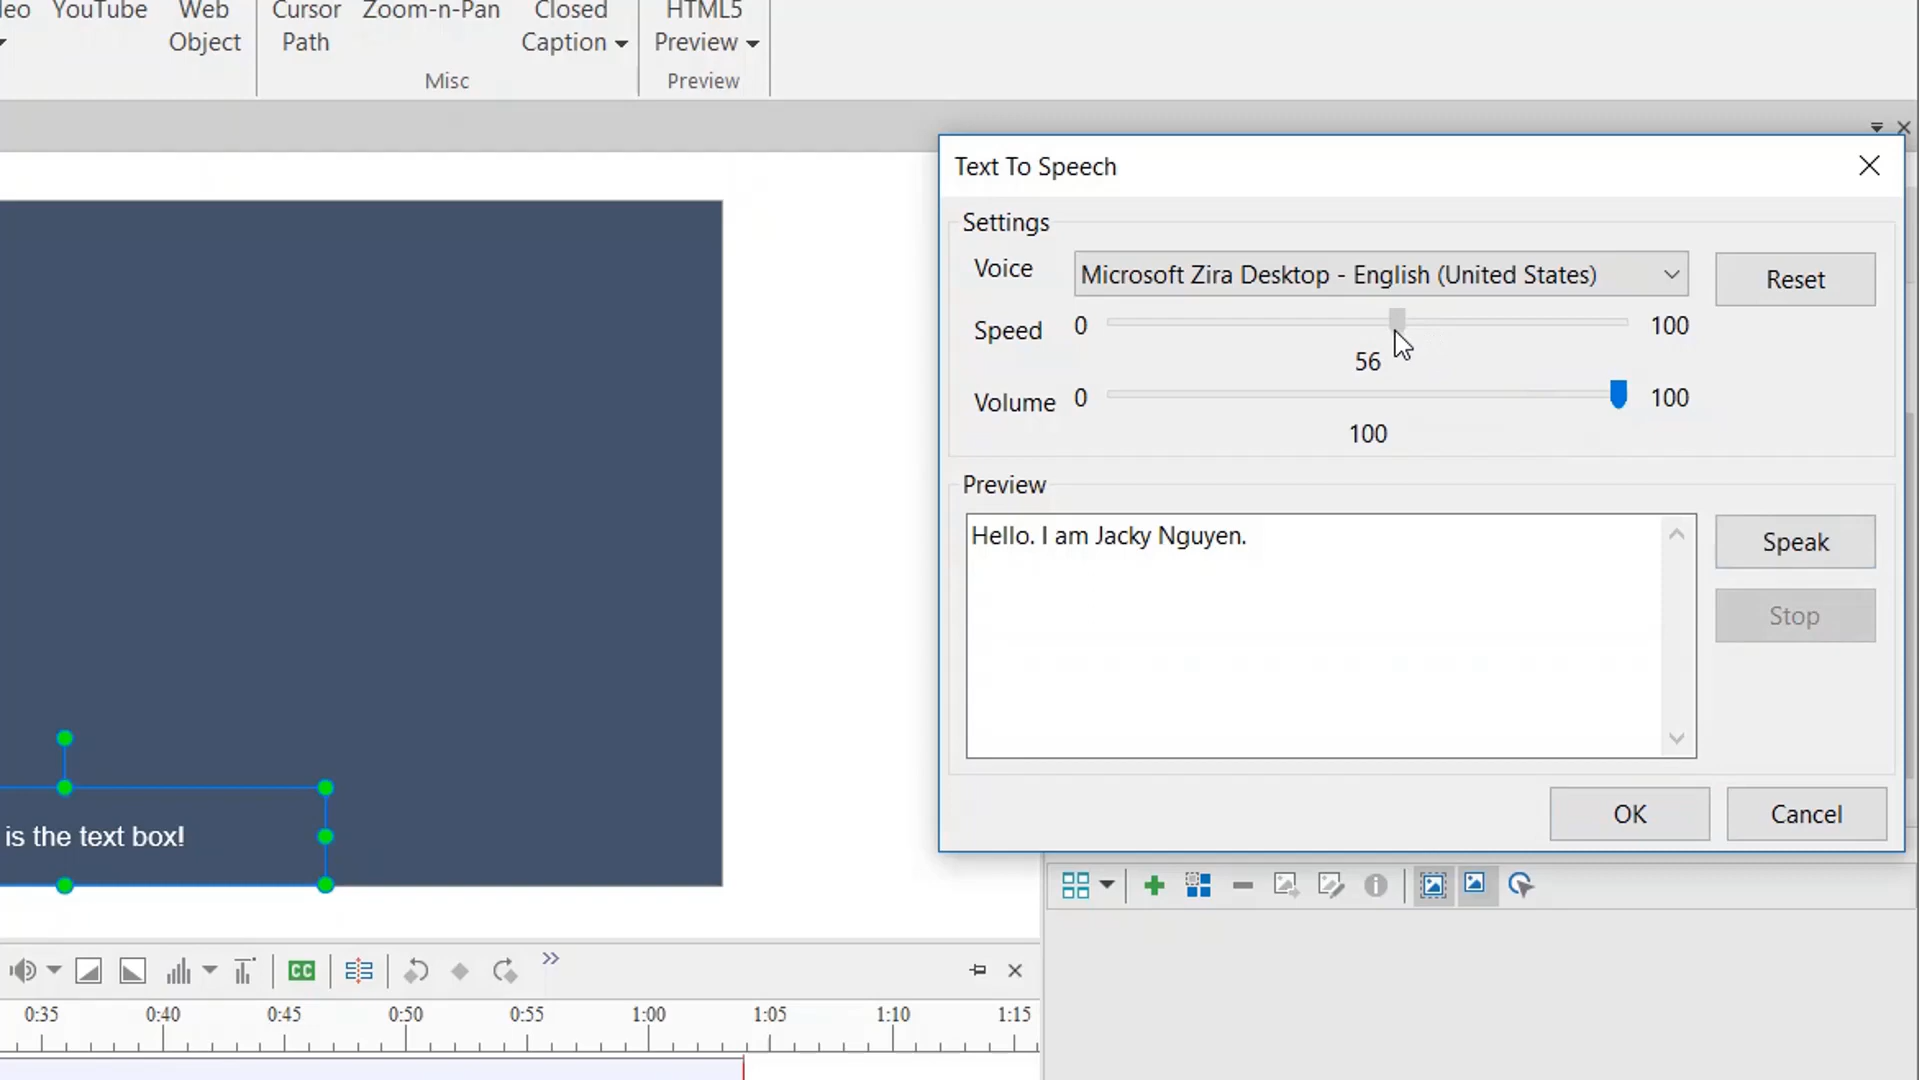 YouTube
Web
Object
Cursor
Path
Zoom-n-Pan
Closed
Caption
Misc
HTML5
Preview
Preview
Text To Speech
Settings
Voice
Microsoft Zira Desktop - English (United States)
Reset
Speed
0
100
56
Volume
0
100
100
Preview
Hello. I am Jacky Nguyen.
Speak
Stop
OK
Cancel
is the text box!
CC
0:35 0:40 0:45 0:50 0:55 1:00 1:05 1:10 1:15